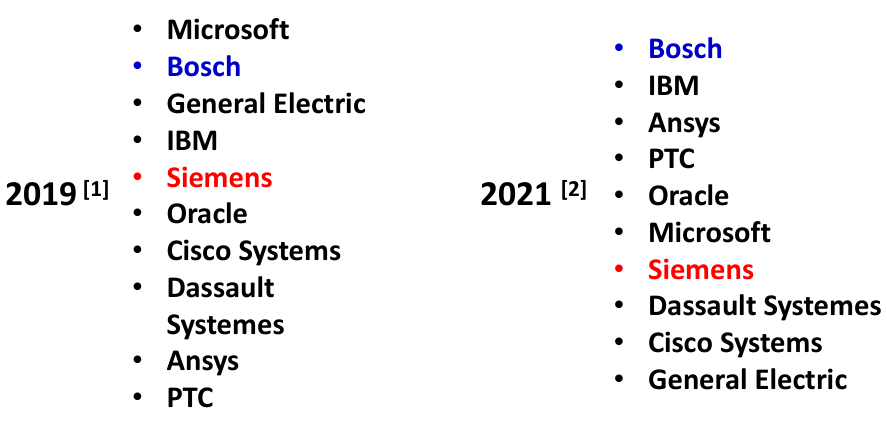 2019 [1]
• Microsoft
• Bosch
• General Electric
• IBM
• Siemens
• Oracle
• Cisco Systems
• Dassault
Systemes
• Ansys
• PTC
2021 [2]
• Bosch
• IBM
• Ansys
• PTC
• Oracle
• Microsoft
• Siemens
• Dassault Systemes
• Cisco Systems
• General Electric